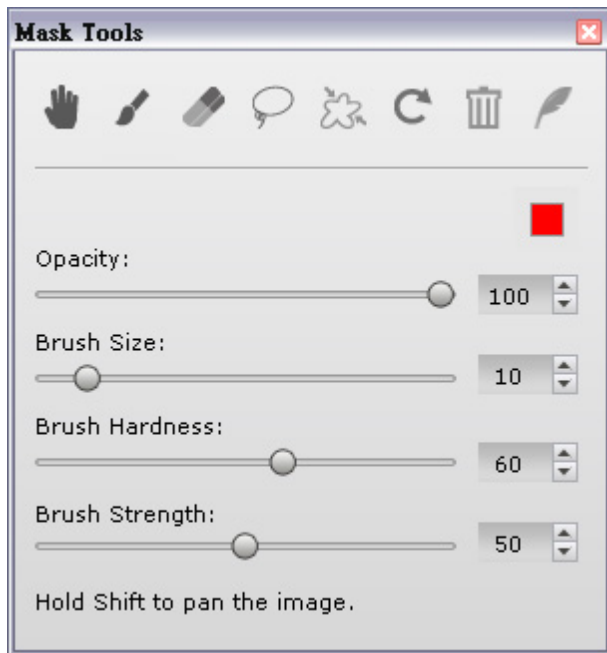 Mask Tools
Opacity:
100
Brush Size:
10
Brush Hardness:
60
Brush Strength:
50
Hold Shift to pan the image.